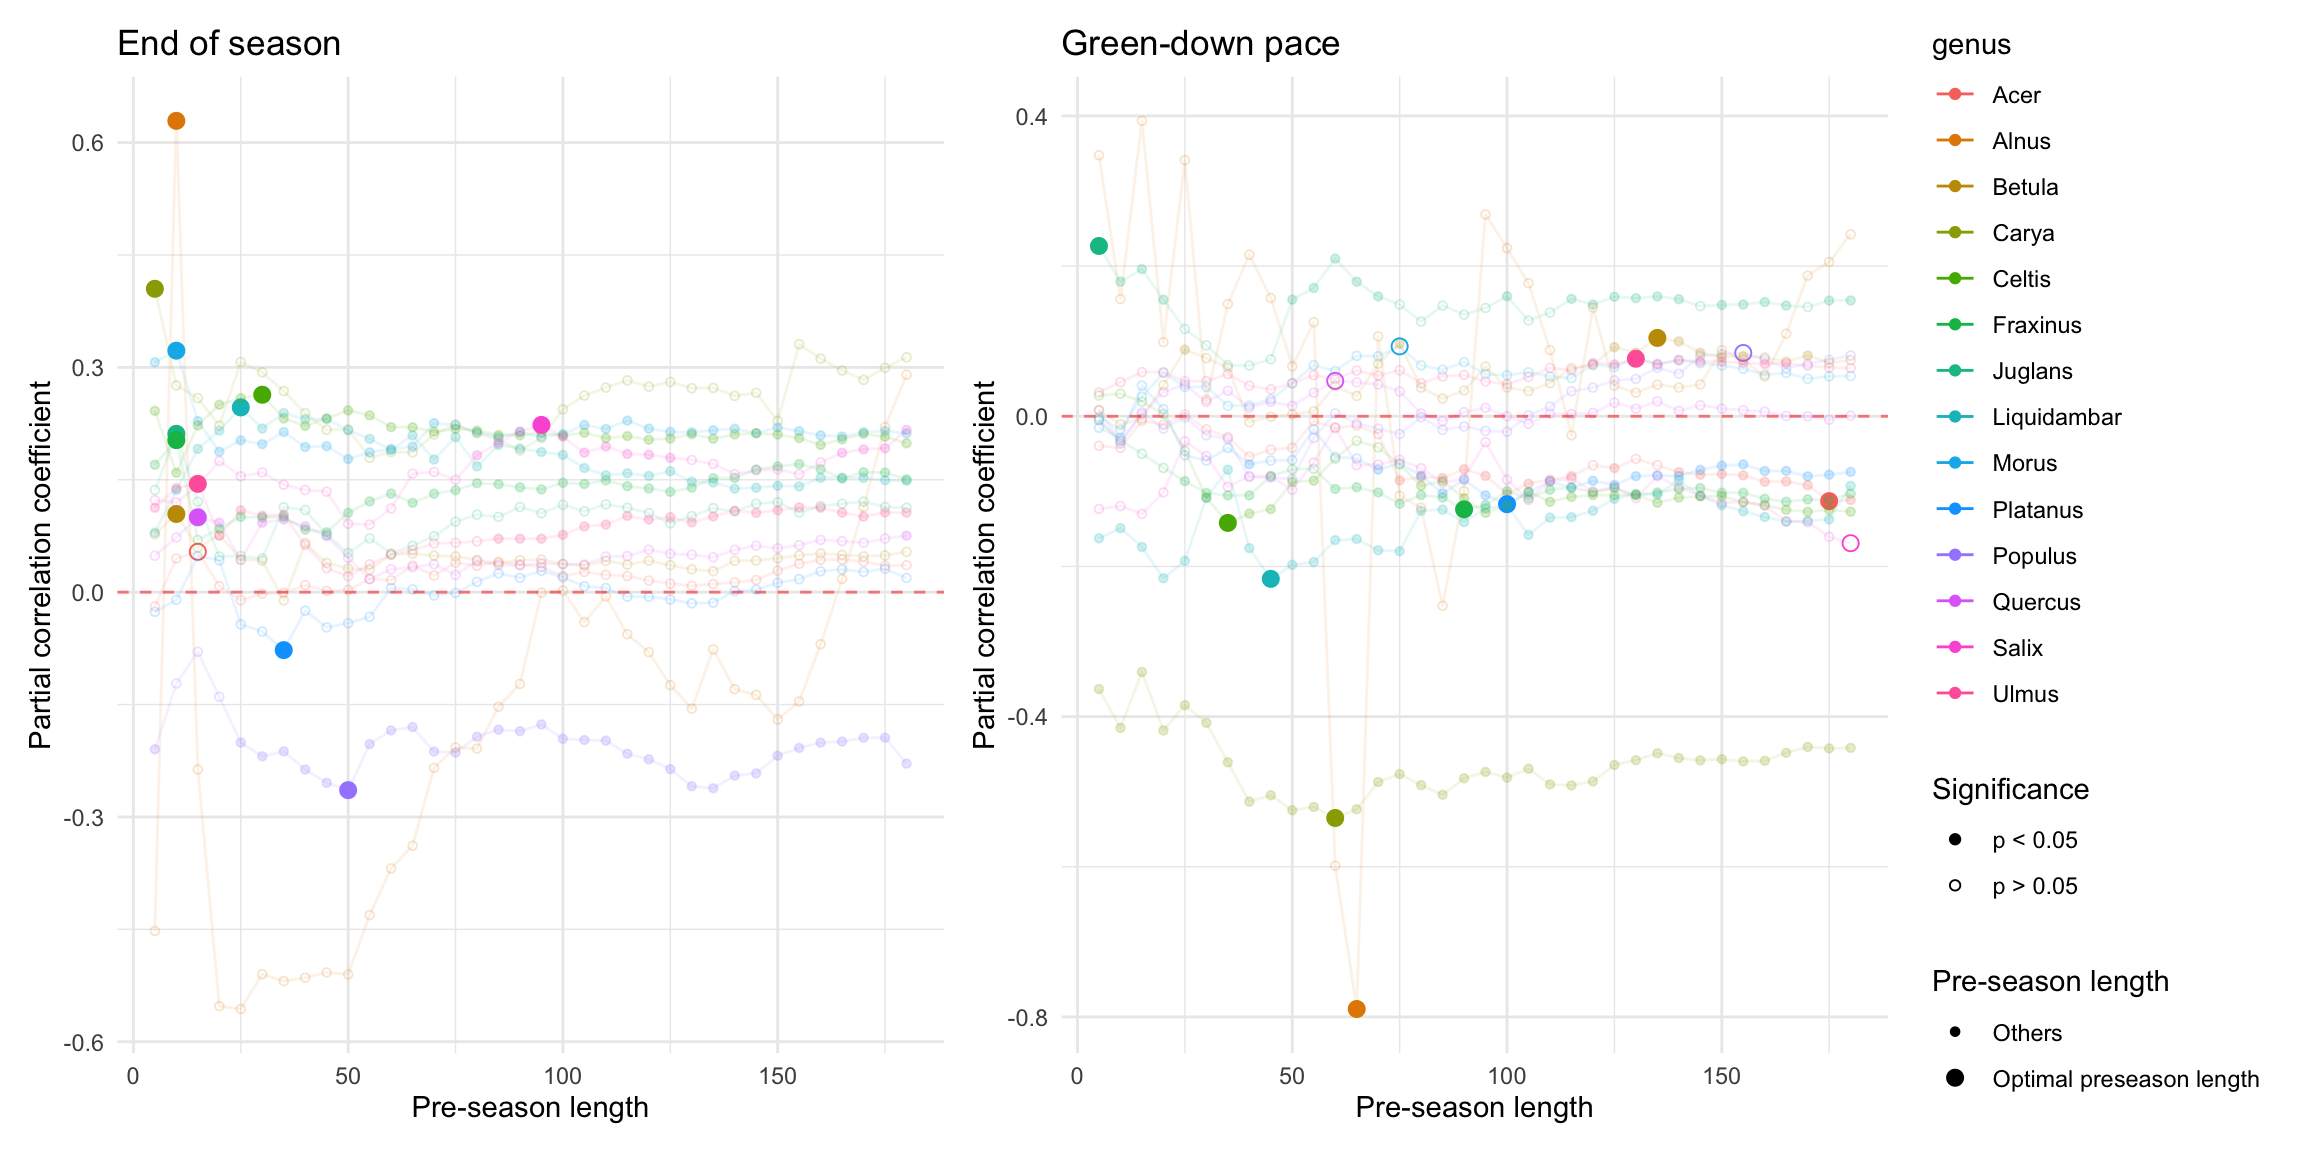 End of season
Green-down pace
Partial correlation coefficient
0.6
0.3
0.0
-0.3
-0.6
0
50
100
150
Pre-season length
Partial correlation coefficient
0.4
0.0
-0.4
-0.8
0
50
100
150
Pre-season length
genus
Acer
Alnus
Betula
Carya
Celtis
Fraxinus
Juglans
Liquidambar
Morus
Platanus
Populus
Quercus
Salix
Ulmus
Significance
p < 0.05
p > 0.05
Pre-season length
Others
Optimal preseason length